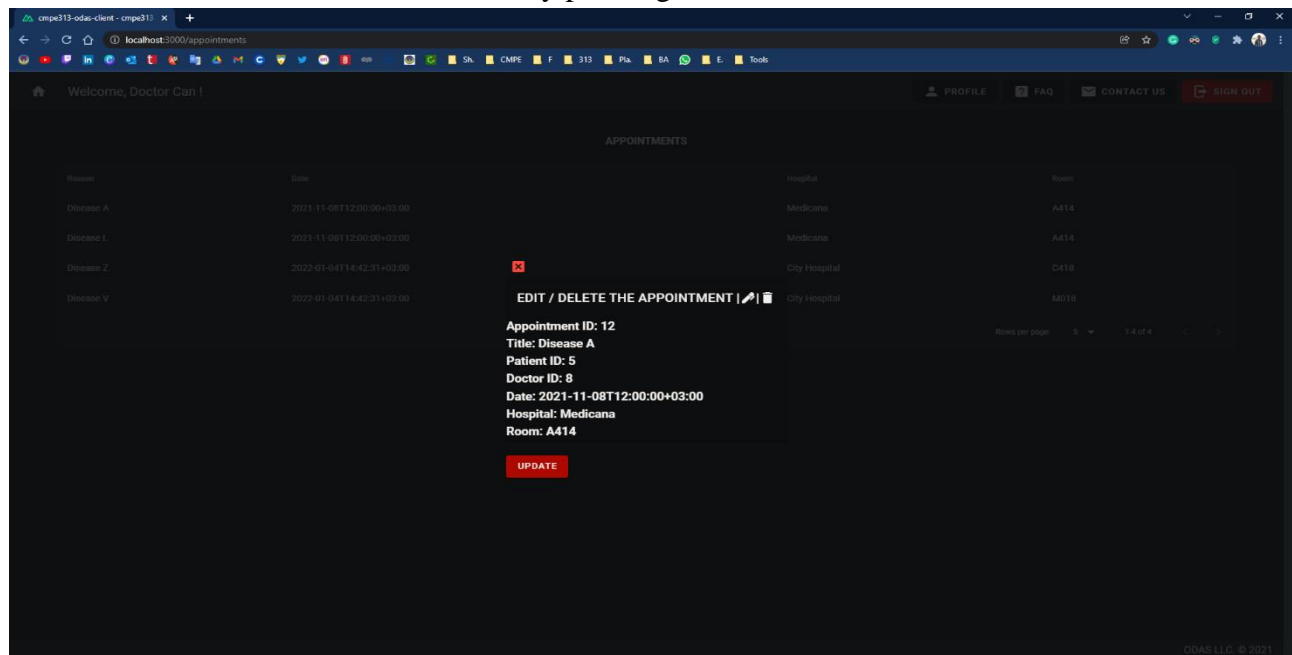 cmpe313-odas-client - cmpe313
localhost:3000/appointments
Sh. CMPE F 313 Pla. BA E. Tools
Welcome, Doctor Can ! PROFILE FAQ CONTACT US SIGN OUT
APPOINTMENTS
Reason Date Hospital Room
Disease A 2021-11-08T12:00:00+03:00 Medicana A414
Disease L 2021-11-08T12:00:00+03:00 Medicana A414
Disease Z 2022-01-04T14:42:31+03:00 City Hospital C418
Disease V 2022-01-04T14:42:31+03:00 City Hospital M018
Rows per page: 5 1-4 of 4
EDIT / DELETE THE APPOINTMENT | |
Appointment ID: 12
Title: Disease A
Patient ID: 5
Doctor ID: 8
Date: 2021-11-08T12:00:00+03:00
Hospital: Medicana
Room: A414
UPDATE
ODAS LLC. © 2021